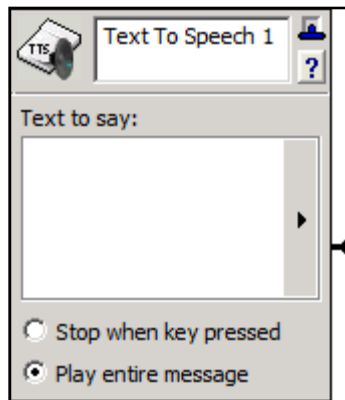 TTS
Text To Speech 1
?
Text to say:
Stop when key pressed
Play entire message